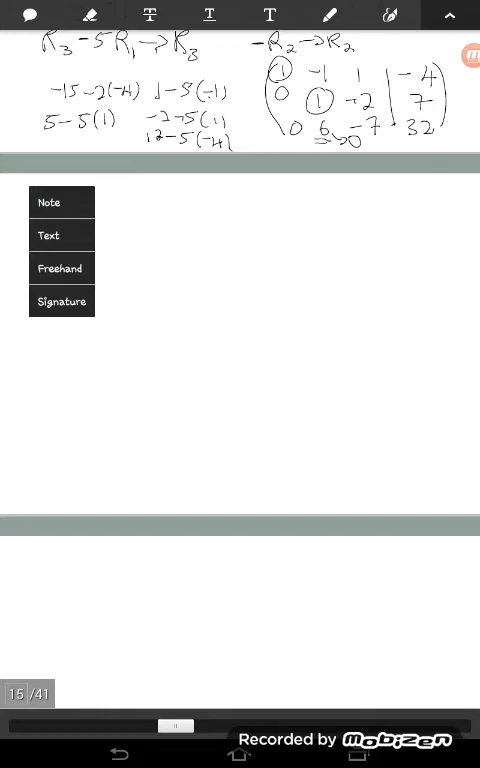 R₃ - 5R₁ → R₃ -R₂ → R₂
-15 - 2(-4) 1 - 5(-1) 1 -1 1 | -4
5 - 5(1) -2 - 5(1) 0 1 -2 | 7
12 - 5(-4) 0 6 -7 32
0
Note
Text
Freehand
Signature
15 /41
Recorded by mobizen